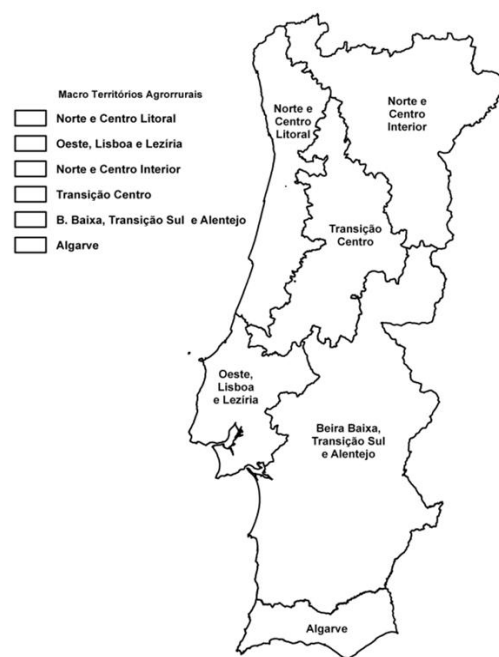 Macro Territórios Agrorrurais
Norte e Centro Litoral
Oeste, Lisboa e Lezíria
Norte e Centro Interior
Transição Centro
B. Baixa, Transição Sul e Alentejo
Algarve
Norte e
Centro
Litoral
Norte e
Centro
Interior
Transição
Centro
Oeste,
Lisboa
e Lezíria
Beira Baixa,
Transição Sul
e Alentejo
Algarve